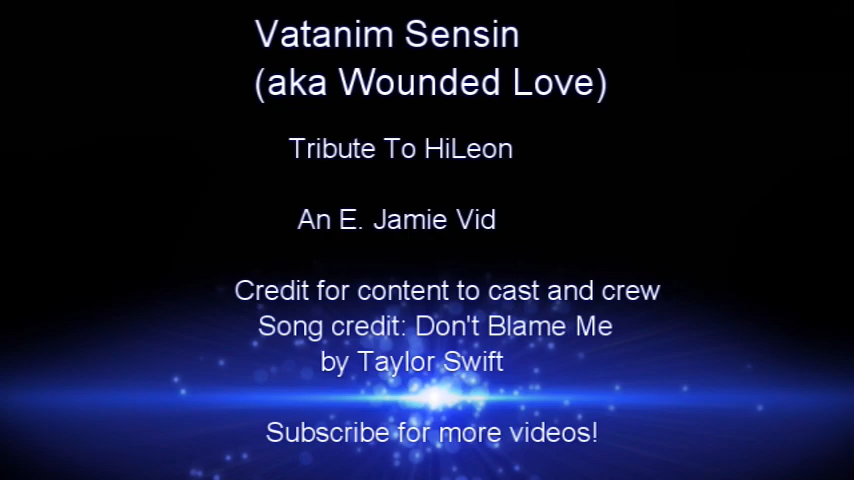 Vatanim Sensin
(aka Wounded Love)
Tribute To HiLeon
An E. Jamie Vid
Credit for content to cast and crew
Song credit: Don't Blame Me
by Taylor Swift
Subscribe for more videos!